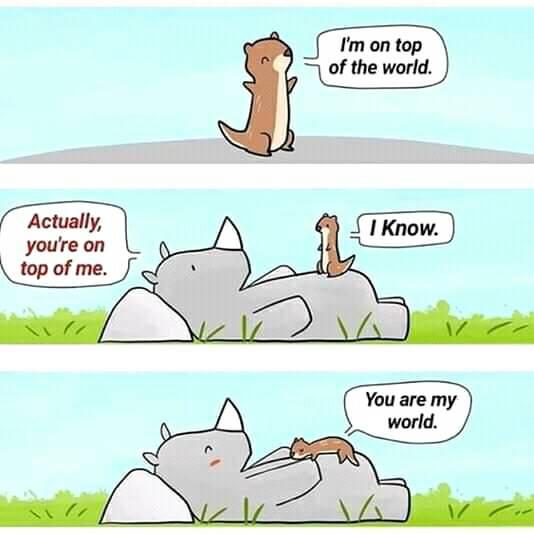 I'm on top
of the world.
Actually,
you're on
top of me.
I Know.
You are my
world.